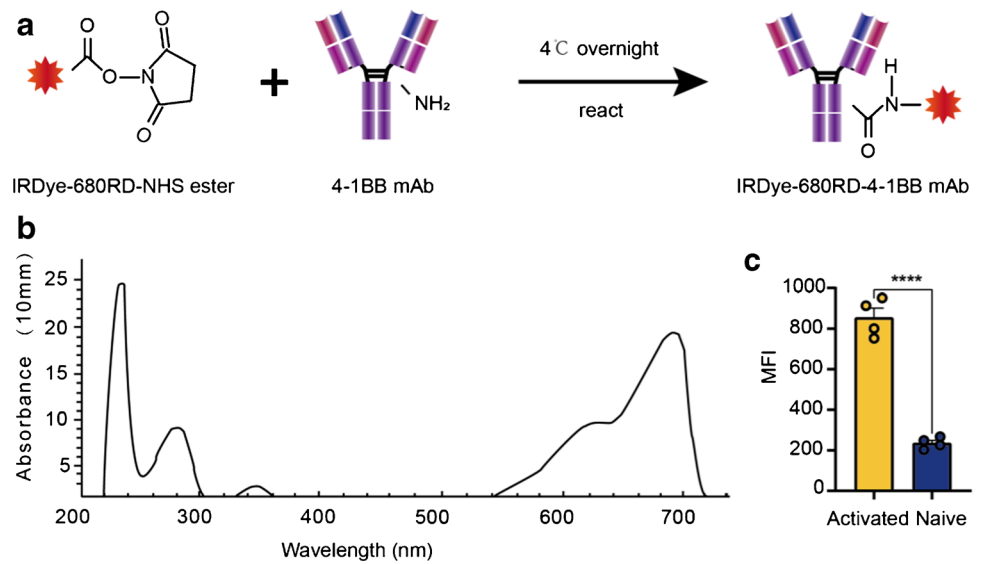 a
O
O
O
N
O
+
NH₂
4℃ overnight
react
H
N
O
IRDye-680RD-NHS ester
4-1BB mAb
IRDye-680RD-4-1BB mAb
b
Absorbance (10mm)
25
20
15
10
5
200 300 400 500 600 700
Wavelength (nm)
c
****
MFI
1000
800
600
400
200
0
Activated Naive